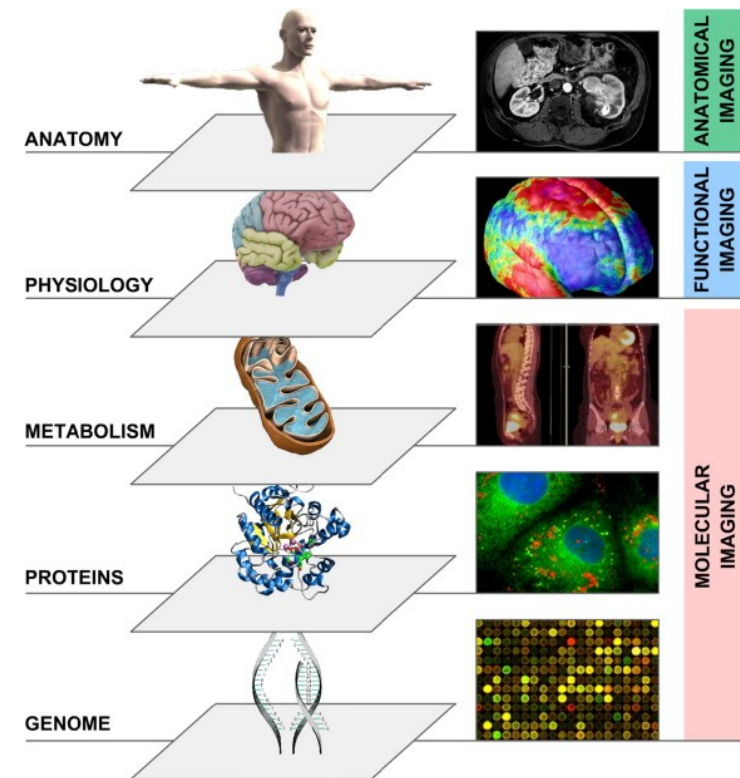 ANATOMY
ANATOMICAL
IMAGING
PHYSIOLOGY
FUNCTIONAL
IMAGING
METABOLISM
PROTEINS
MOLECULAR
IMAGING
GENOME